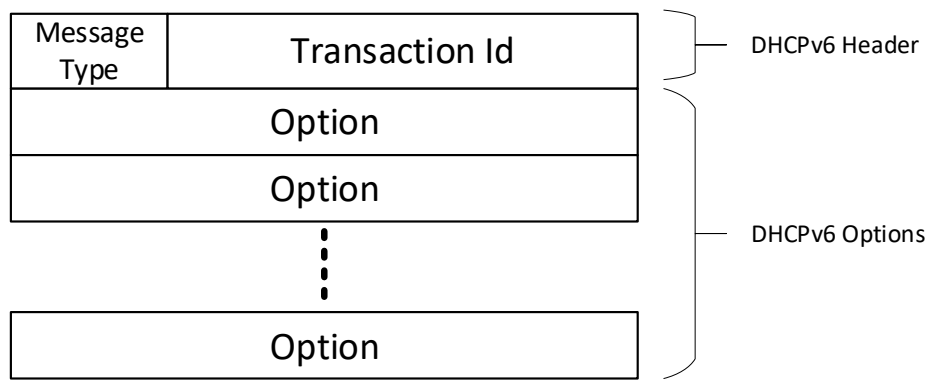 Message
Type
Transaction Id
DHCPv6 Header
Option
Option
DHCPv6 Options
Option